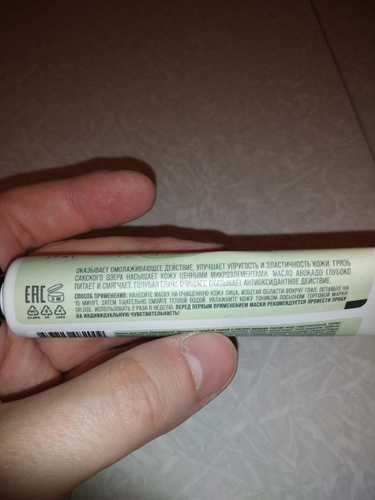 ОКАЗЫВАЕТ ОМОЛАЖИВАЮЩЕЕ ДЕЙСТВИЕ, УЛУЧШАЕТ УПРУГОСТЬ И ЭЛАСТИЧНОСТЬ КОЖИ. ГРЯЗЬ
САКСКОГО ОЗЕРА НАСЫЩАЕТ КОЖУ ЦЕННЫМИ МИКРОЭЛЕМЕНТАМИ. МАСЛО АВОКАДО ГЛУБОКО
ПИТАЕТ И СМЯГЧАЕТ. ГОЛУБАЯ ГЛИНА ОЧИЩАЕТ, ОКАЗЫВАЕТ АНТИОКСИДАНТНОЕ ДЕЙСТВИЕ.
СПОСОБ ПРИМЕНЕНИЯ: НАНЕСИТЕ МАСКУ НА ОЧИЩЕННУЮ КОЖУ ЛИЦА, ИЗБЕГАЯ ОБЛАСТИ ВОКРУГ ГЛАЗ. ОСТАВЬТЕ НА
15 МИНУТ, ЗАТЕМ ТЩАТЕЛЬНО СМОЙТЕ ТЕПЛОЙ ВОДОЙ. УВЛАЖНИТЕ КОЖУ ТОНИКОМ ТОРГОВОЙ МАРКИ
ИСПОЛЬЗОВАТЬ 2 РАЗА В НЕДЕЛЮ. ПЕРЕД ПЕРВЫМ ПРИМЕНЕНИЕМ МАСКИ РЕКОМЕНДУЕТСЯ ПРОВЕСТИ ПРОБУ
НА ИНДИВИДУАЛЬНУЮ ЧУВСТВИТЕЛЬНОСТЬ
EAC